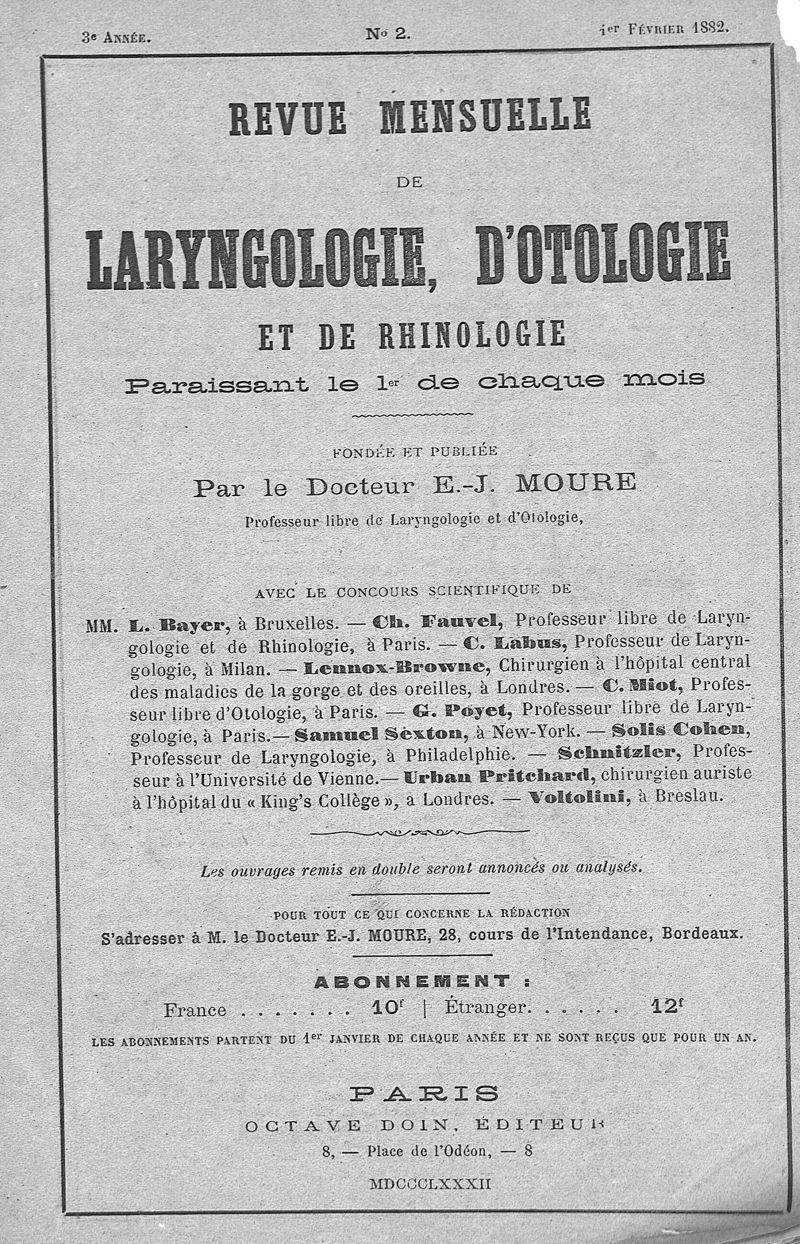 3e ANNÉE.
No 2.
1er FÉVRIER 1882.
REVUE MENSUELLE
DE
LARYNGOLOGIE, D'OTOLOGIE
ET DE RHINOLOGIE
Paraissant le 1er de chaque mois
FONDÉE ET PUBLIÉE
Par le Docteur E.-J. MOURE
Professeur libre de Laryngologie et d'Otologie,
AVEC LE CONCOURS SCIENTIFIQUE DE
MM. L. Bayer, à Bruxelles. — Ch. Fauvel, Professeur libre de Laryn-
gologie et de Rhinologie, à Paris. — C. Labus, Professeur de Laryn-
gologie, à Milan. — Lennox-Browne, Chirurgien à l'hôpital central
des maladies de la gorge et des oreilles, à Londres. — C. Miot, Profes-
seur libre d'Otologie, à Paris. — G. Poyet, Professeur libre de Laryn-
gologie, à Paris. — Samuel Sexton, à New-York. — Solis Cohen,
Professeur de Laryngologie, à Philadelphie. — Schnitzler, Profes-
seur à l'Université de Vienne. — Urban Pritchard, chirurgien auriste
à l'hôpital du « King's Collège », a Londres. — Voltolini, à Breslau.
Les ouvrages remis en double seront annoncés ou analysés.
POUR TOUT CE QUI CONCERNE LA RÉDACTION
S'adresser à M. le Docteur E.-J. MOURE, 28, cours de l'Intendance, Bordeaux.
ABONNEMENT :
France . . . . . . . 10f | Étranger. . . . . . 12f
LES ABONNEMENTS PARTENT DU 1er JANVIER DE CHAQUE ANNÉE ET NE SONT REÇUS QUE POUR UN AN.
PARIS
OCTAVE DOIN, ÉDITEUR
8, — Place de l'Odéon, — 8
MDCCCLXXXII